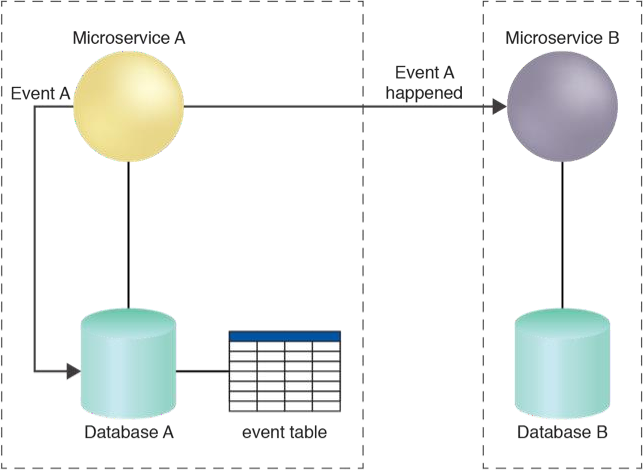 Microservice A
Microservice B
Event A
Event A
happened
Database A
event table
Database B